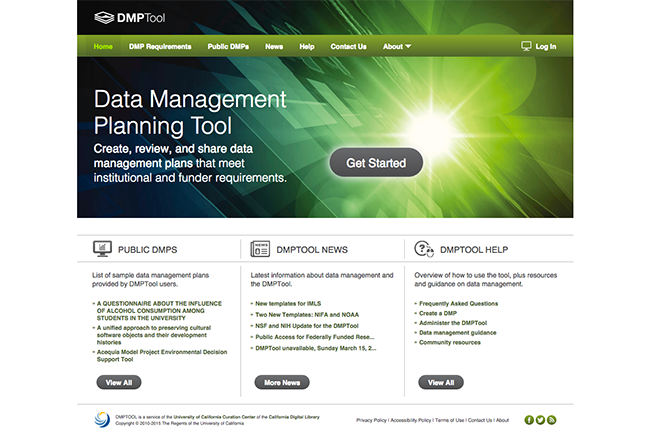 DMPTool
Home DMP Requirements Public DMPs News Help Contact Us About Log In
Data Management
Planning Tool
Create, review, and share data
management plans that meet
institutional and funder requirements.
Get Started
PUBLIC DMPS
List of sample data management plans
provided by DMPTool users.
A QUESTIONNAIRE ABOUT THE INFLUENCE
OF ALCOHOL CONSUMPTION AMONG
STUDENTS IN THE UNIVERSITY
A unified approach to preserving cultural
software objects and their development
histories
Acequia Model Project Environmental Decision
Support Tool
View All
NEWS
DMPTOOL NEWS
Latest information about data management and
the DMPTool.
New templates for IMLS
Two New Templates: NIFA and NOAA
NSF and NIH Update for the DMPTool
Public Access for Federally Funded Rese...
DMPTool unavailable, Sunday March 15, 2...
More News
DMPTOOL HELP
Overview of how to use the tool, plus resources
and guidance on data management.
Frequently Asked Questions
Create a DMP
Administer the DMPTool
Data management guidance
Community resources
View All
DMPTOOL is a service of the University of California Curation Center of the California Digital Library
Copyright © 2010-2015 The Regents of the University of California
Privacy Policy | Accessibility Policy | Terms of Use | Contact Us | About